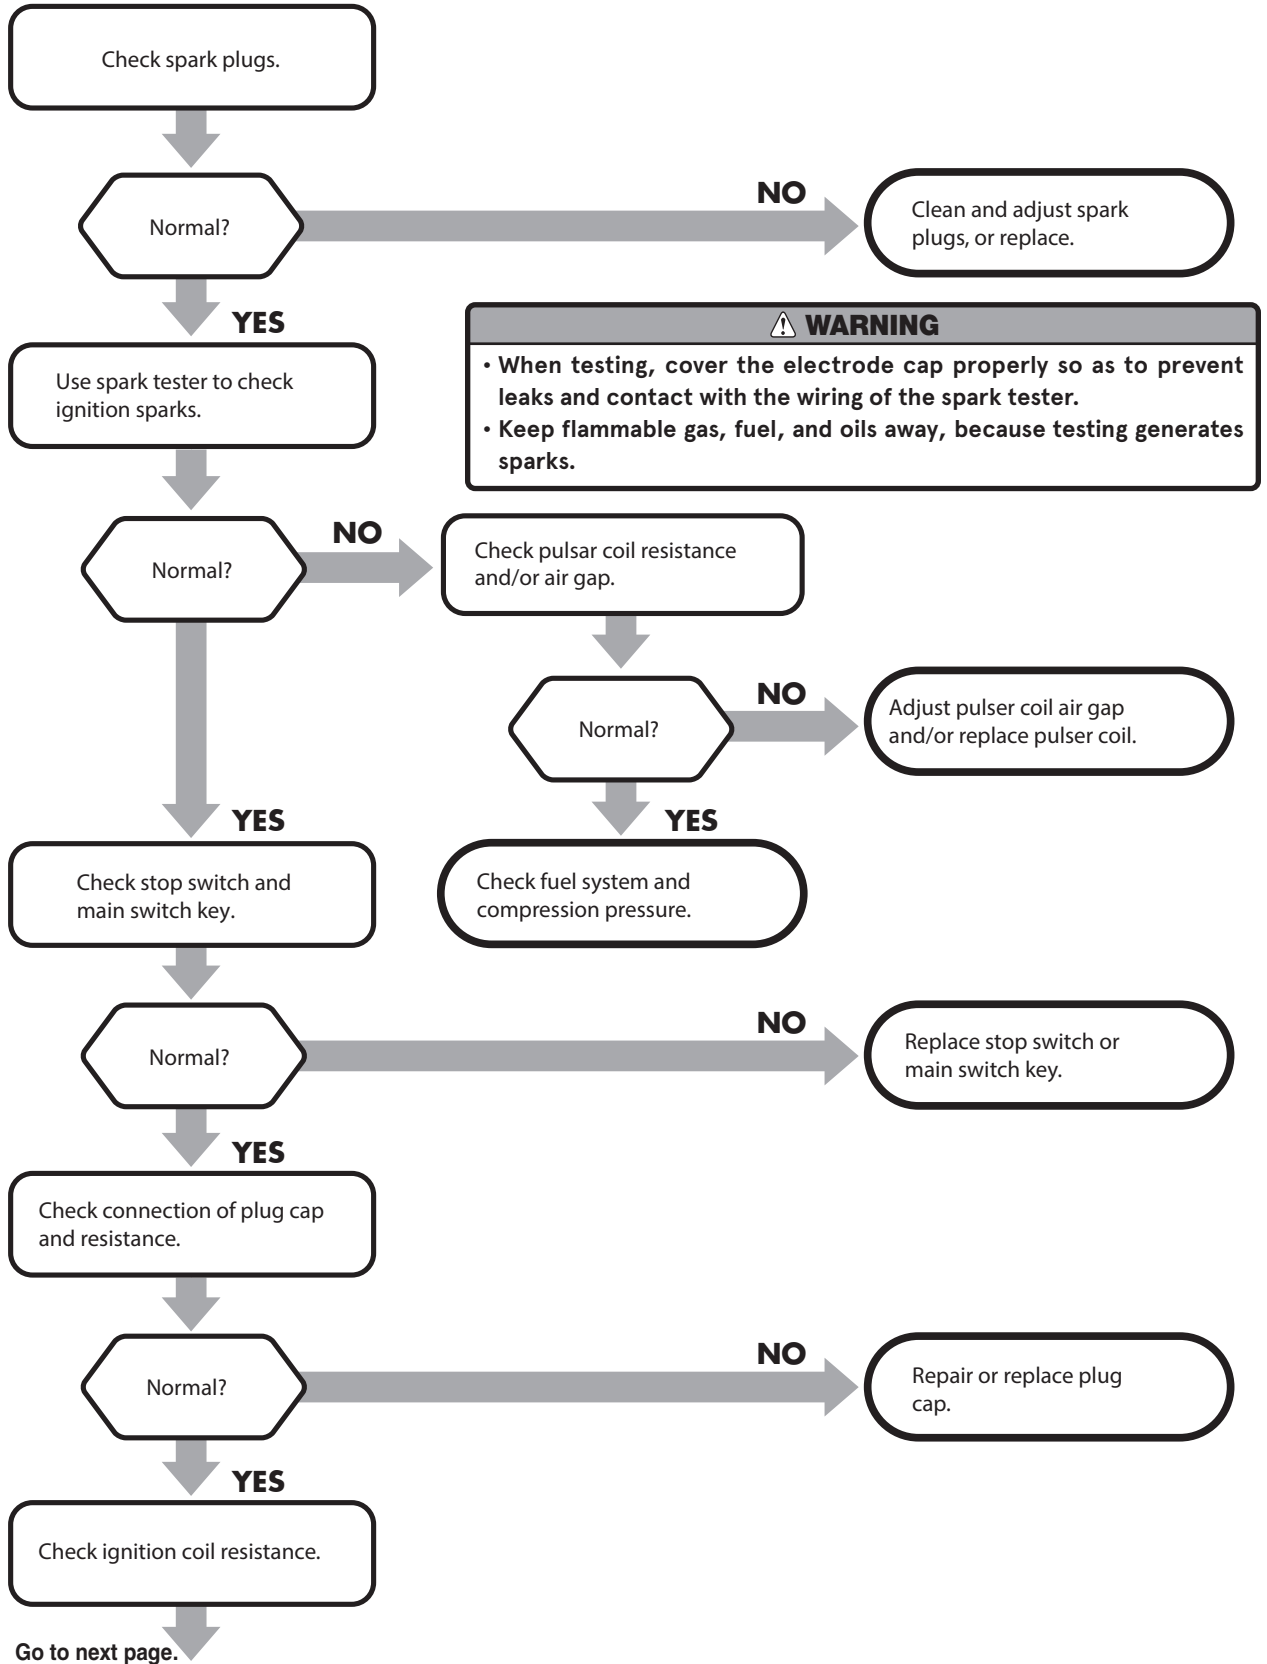 Check spark plugs.
Normal?
NO
Clean and adjust spark
plugs, or replace.
YES
Use spark tester to check
ignition sparks.
WARNING
• When testing, cover the electrode cap properly so as to prevent
leaks and contact with the wiring of the spark tester.
• Keep flammable gas, fuel, and oils away, because testing generates
sparks.
Normal?
NO
Check pulsar coil resistance
and/or air gap.
Normal?
NO
Adjust pulser coil air gap
and/or replace pulser coil.
YES
Check fuel system and
compression pressure.
YES
Check stop switch and
main switch key.
Normal?
NO
Replace stop switch or
main switch key.
YES
Check connection of plug cap
and resistance.
Normal?
NO
Repair or replace plug
cap.
YES
Check ignition coil resistance.
Go to next page.